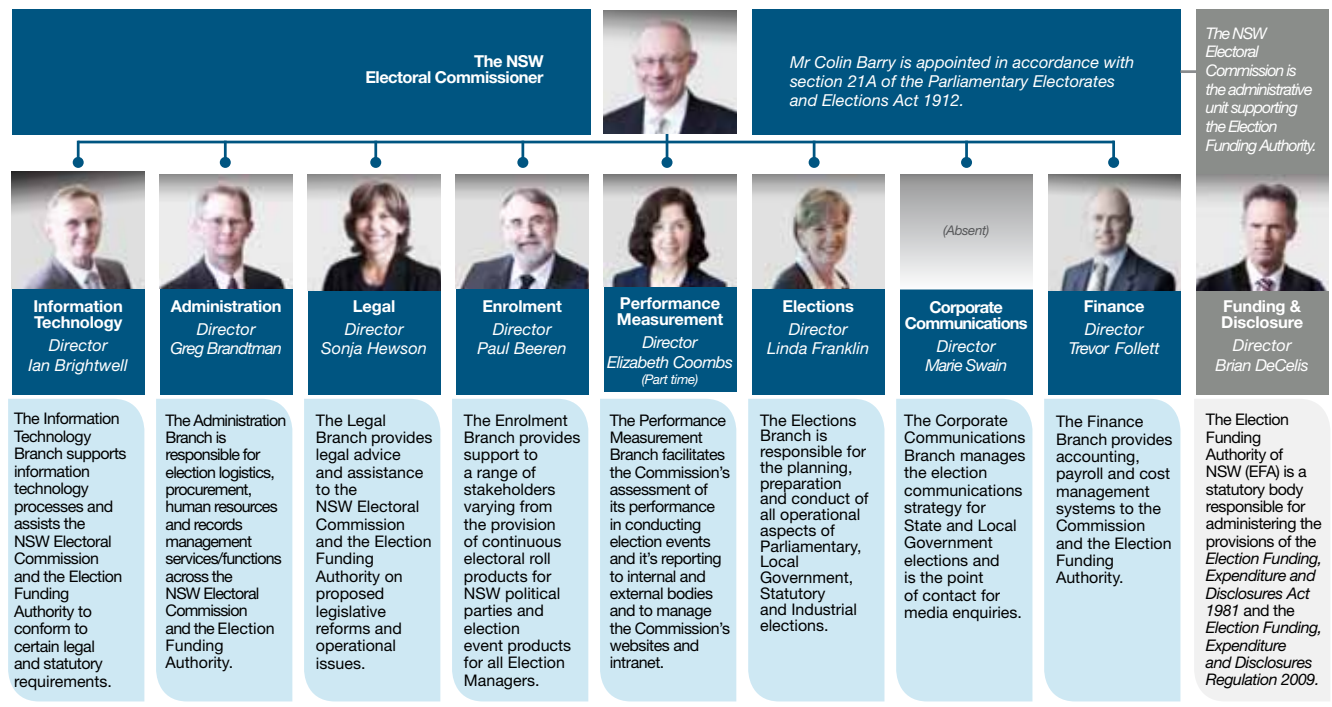 The NSW
Electoral Commissioner
Mr Colin Barry is appointed in accordance with
section 21A of the Parliamentary Electorates
and Elections Act 1912.
The NSW
Electoral
Commission is
the administrative
unit supporting
the Election
Funding Authority.
Information
Technology
Director
Ian Brightwell
The Information
Technology
Branch supports
information
technology
processes and
assists the
NSW Electoral
Commission
and the Election
Funding
Authority to
conform to
certain legal
and statutory
requirements.
Administration
Director
Greg Brandtman
The Administration
Branch is
responsible for
election logistics,
procurement,
human resources
and records
management
services/functions
across the
NSW Electoral
Commission
and the Election
Funding
Authority.
Legal
Director
Sonja Hewson
The Legal
Branch provides
legal advice
and assistance
to the
NSW Electoral
Commission
and the Election
Funding
Authority on
proposed
legislative
reforms and
operational
issues.
Enrolment
Director
Paul Beeren
The Enrolment
Branch provides
support to
a range of
stakeholders
varying from
the provision
of continuous
electoral roll
products for
NSW political
parties and
election
event products
for all Election
Managers.
Performance
Measurement
Director
Elizabeth Coombs
(Part time)
The Performance
Measurement
Branch facilitates
the Commission's
assessment of
its performance
in conducting
election events
and it's reporting
to internal and
external bodies
and to manage
the Commission's
websites and
intranet.
Elections
Director
Linda Franklin
The Elections
Branch is
responsible for
the planning,
preparation
and conduct of
all operational
aspects of
Parliamentary,
Local
Government,
Statutory
and Industrial
elections.
(Absent)
Corporate
Communications
Director
Marie Swain
The Corporate
Communications
Branch manages
the election
communications
strategy for
State and Local
Government
elections and
is the point
of contact for
media enquiries.
Finance
Director
Trevor Follett
The Finance
Branch provides
accounting,
payroll and cost
management
systems to the
Commission
and the Election
Funding
Authority.
Funding &
Disclosure
Director
Brian DeCelis
The Election
Funding
Authority of
NSW (EFA) is a
statutory body
responsible for
administering the
provisions of the
Election Funding,
Expenditure and
Disclosures Act
1981 and the
Election Funding,
Expenditure
and Disclosures
Regulation 2009.